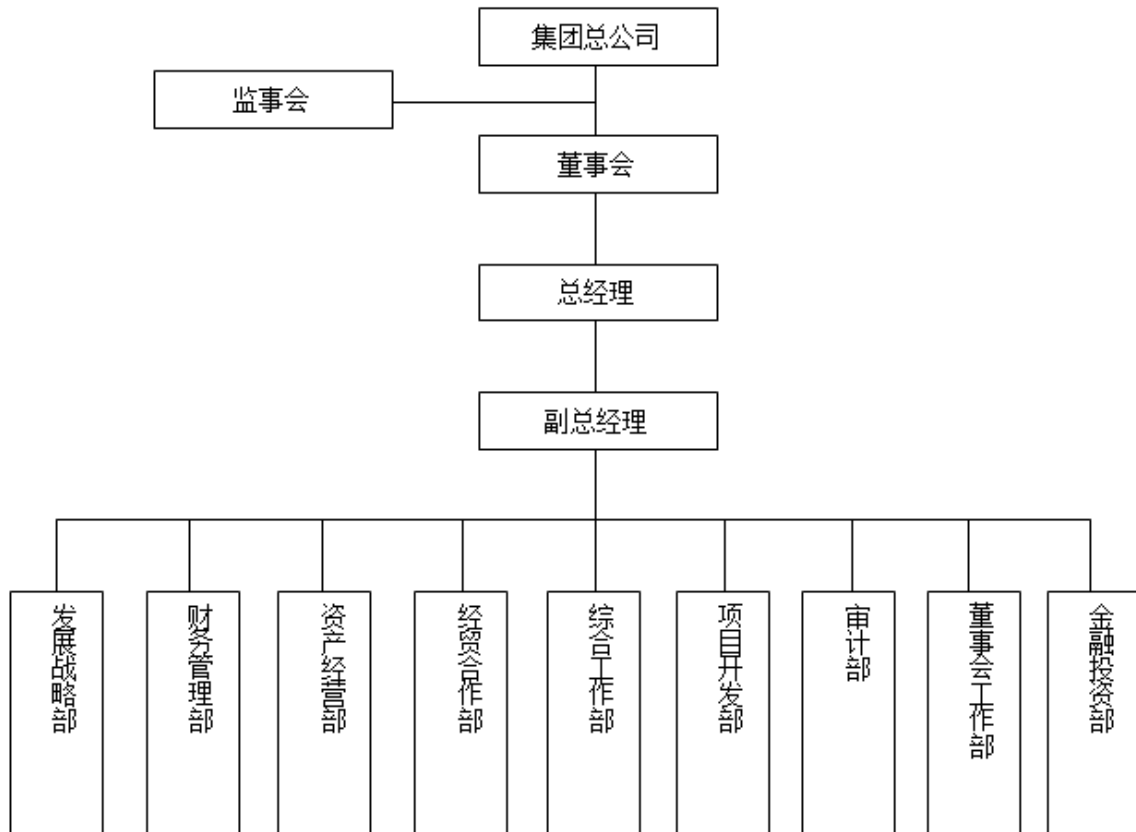 集团总公司
监事会
董事会
总经理
副总经理
发展战略部
财务管理部
资产经营部
经贸合作部
综合工作部
项目开发部
审计部
董事会工作部
金融投资部